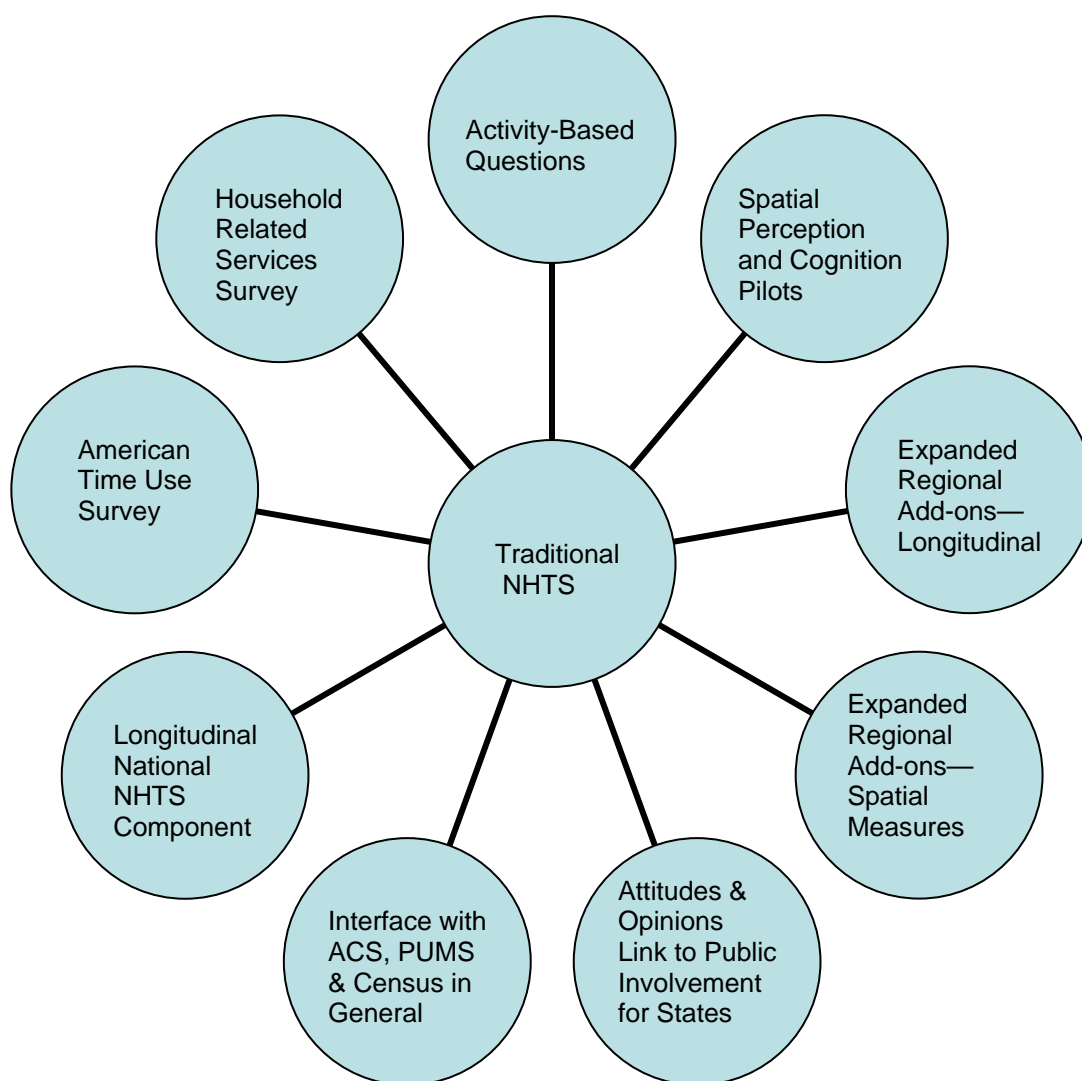 Activity-Based
Questions
Household
Related
Services
Survey
Spatial
Perception
and Cognition
Pilots
American
Time Use
Survey
Expanded
Regional
Add-ons—
Longitudinal
Traditional
NHTS
Longitudinal
National
NHTS
Component
Expanded
Regional
Add-ons—
Spatial
Measures
Interface with
ACS, PUMS
& Census in
General
Attitudes &
Opinions
Link to Public
Involvement
for States